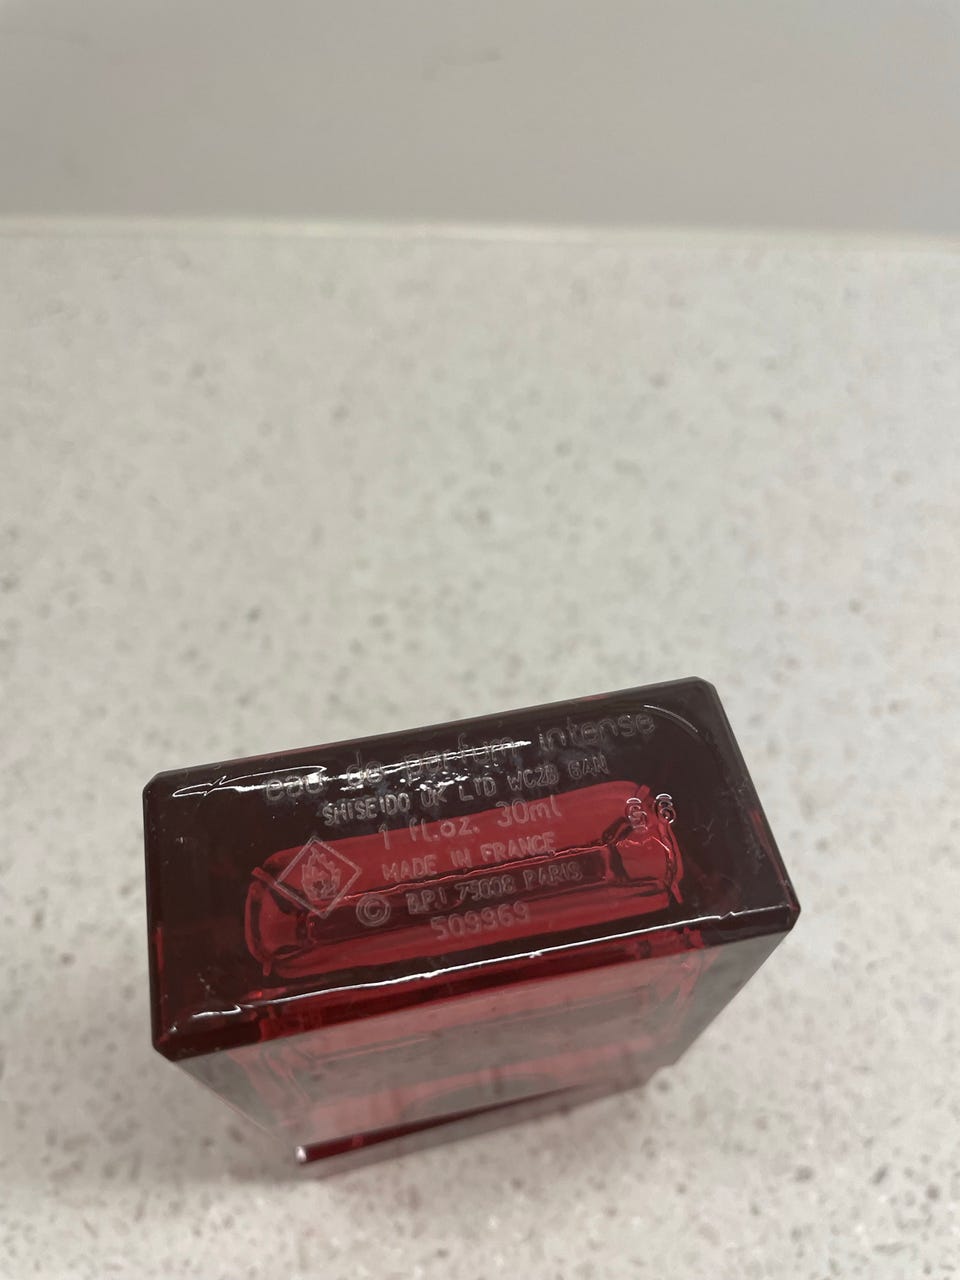 eau de parfum intense
SHISEIDO UK LTD WC2B 6AN
1 fl.oz. 30ml
MADE IN FRANCE
© B.P.I 75008 PARIS
509969